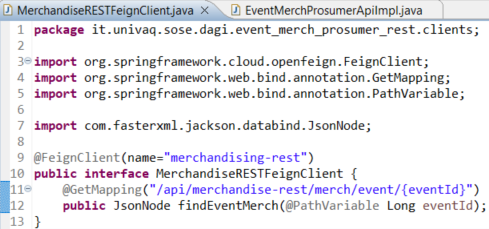 MerchandiseRESTFeignClient.java EventMerchProsumerApiImpl.java
1 package it.univaq.sose.dagi.event_merch_prosumer_rest.clients;
2
3 import org.springframework.cloud.openfeign.FeignClient;
4 import org.springframework.web.bind.annotation.GetMapping;
5 import org.springframework.web.bind.annotation.PathVariable;
6
7 import com.fasterxml.jackson.databind.JsonNode;
8
9 @FeignClient(name="merchandising-rest")
10 public interface MerchandiseRESTFeignClient {
11 @GetMapping("/api/merchandise-rest/merch/event/{eventId}")
12 public JsonNode findEventMerch(@PathVariable Long eventId);
13 }